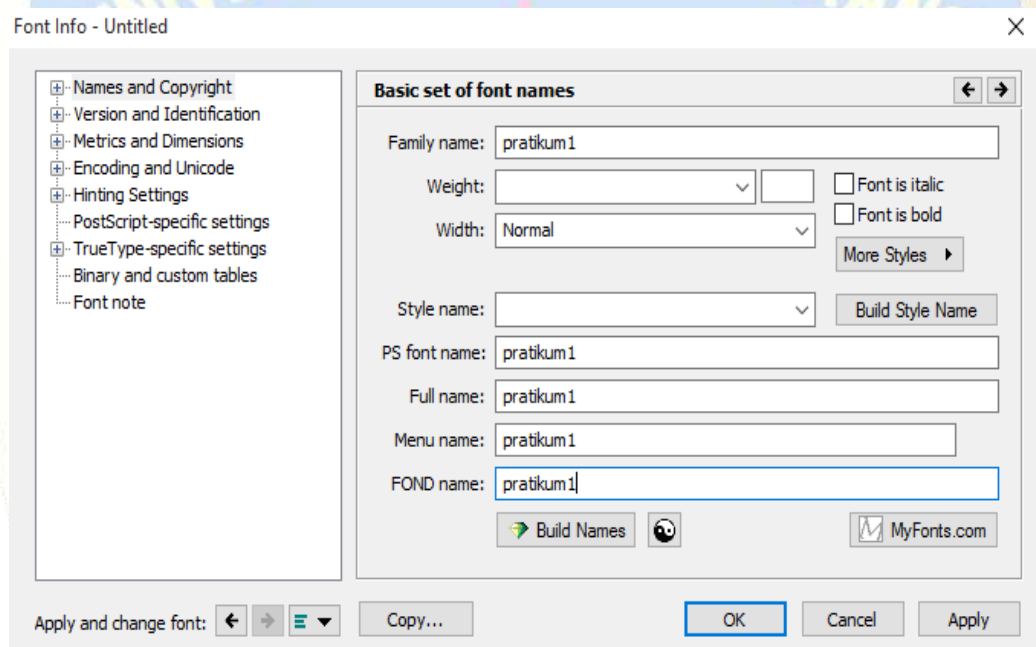 Font Info - Untitled
Names and Copyright
Version and Identification
Metrics and Dimensions
Encoding and Unicode
Hinting Settings
PostScript-specific settings
TrueType-specific settings
Binary and custom tables
Font note
Basic set of font names
Family name: pratikum1
Weight:
Font is italic
Font is bold
Width: Normal
More Styles
Style name:
Build Style Name
PS font name: pratikum1
Full name: pratikum1
Menu name: pratikum1
FOND name: pratikum1
Build Names
MyFonts.com
Apply and change font:
Copy...
OK
Cancel
Apply